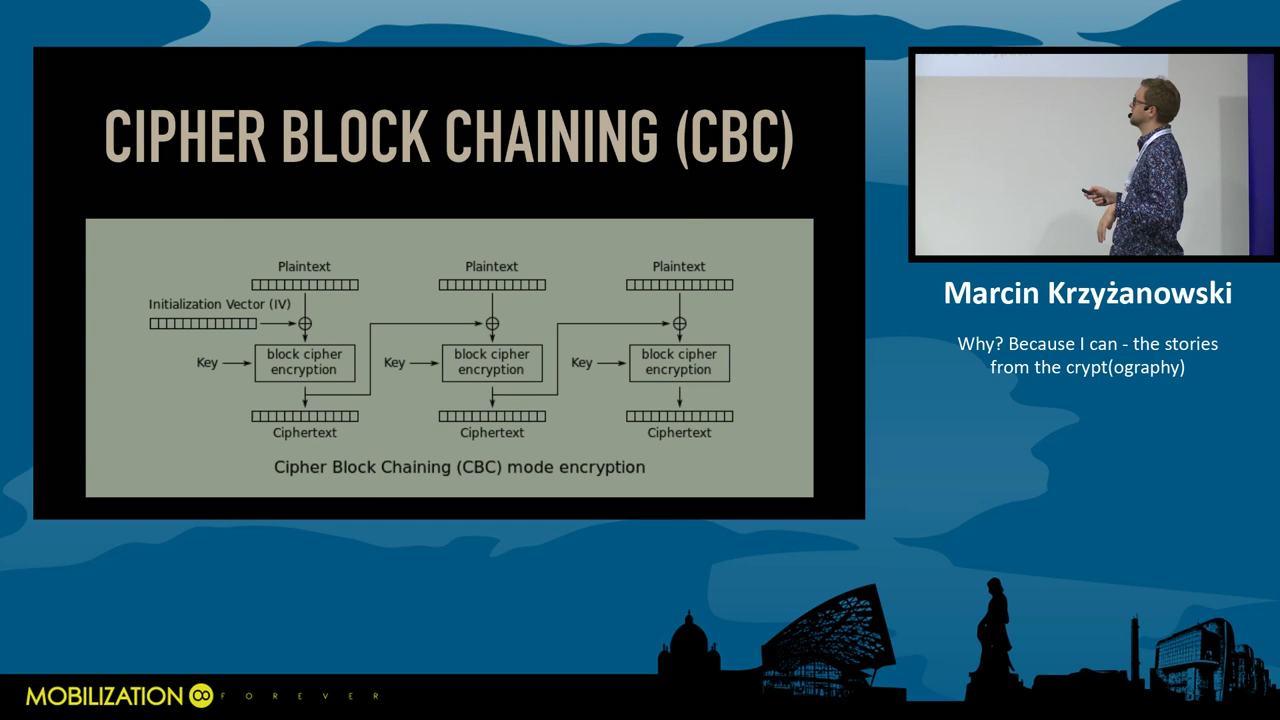 CIPHER BLOCK CHAINING (CBC)
Plaintext
Plaintext
Plaintext
Initialization Vector (IV)
Key
block cipher
encryption
Key
block cipher
encryption
Key
block cipher
encryption
Ciphertext
Ciphertext
Ciphertext
Cipher Block Chaining (CBC) mode encryption
Marcin Krzyżanowski
Why? Because I can - the stories
from the crypt(ography)
MOBILIZATION 8 FOREVER